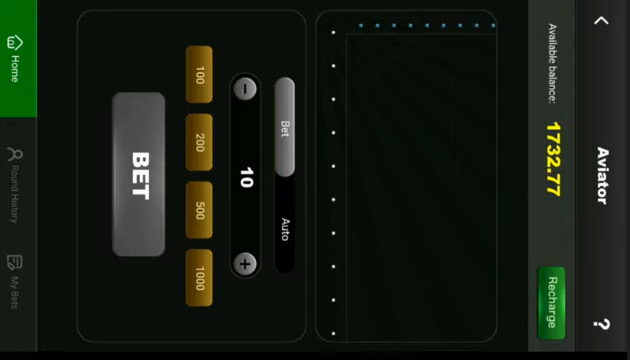 Aviator
?
Available balance: 1732.77
Recharge
Bet
Auto
10
100
200
500
1000
BET
Home
Round History
My Bets